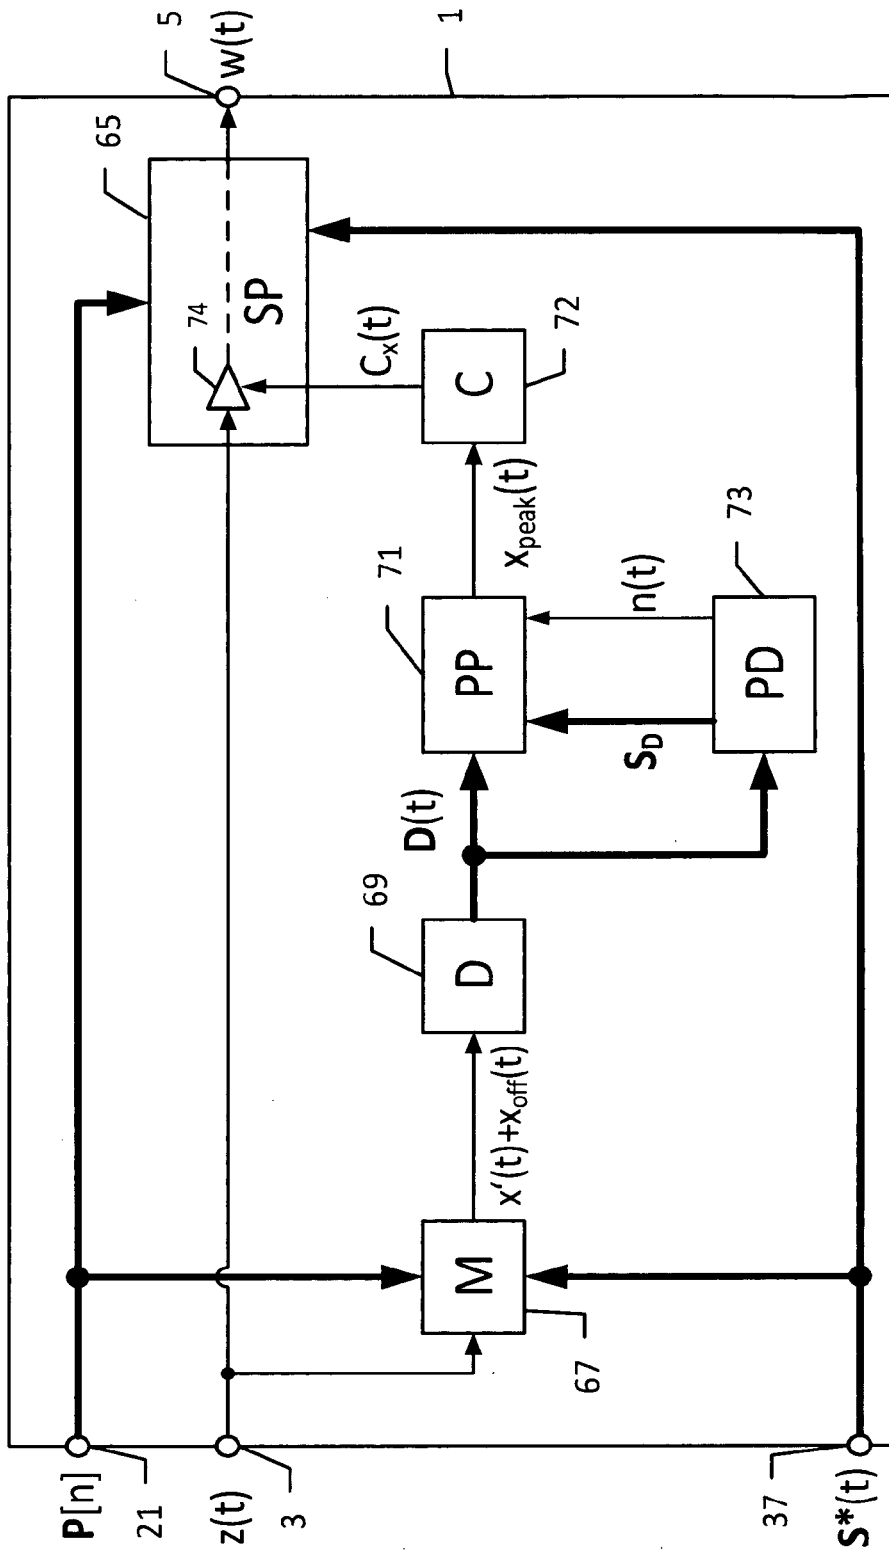 P[n]
21
z(t)
3
37
S*(t)
M
67
x'(t)+xoff(t)
D
69
D(t)
PP
71
SD
n(t)
PD
73
xpeak(t)
C
72
Cx(t)
74
SP
65
5
w(t)
1